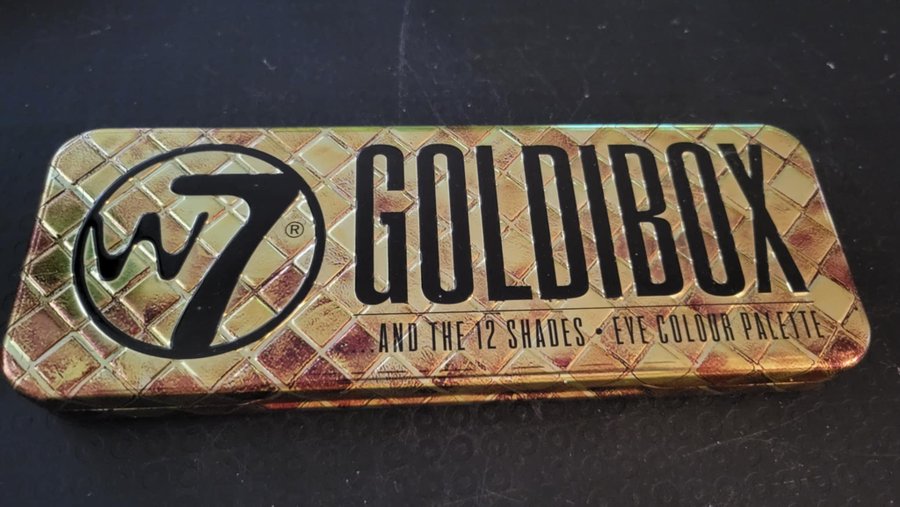 W7®
GOLDIBOX
...AND THE 12 SHADES • EYE COLOUR PALETTE